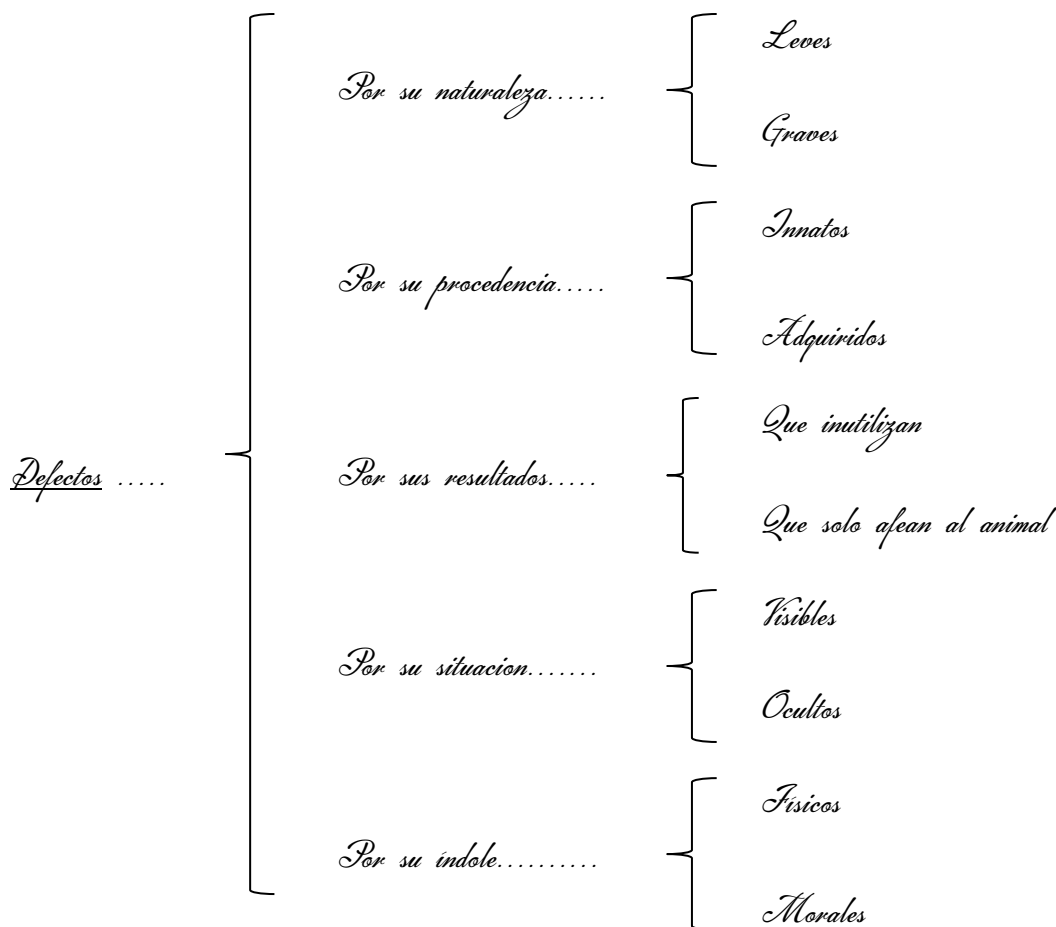 Leves
Por su naturaleza......
Graves
Innatos
Por su procedencia.....
Adquiridos
Que inutilizan
Defectos .....
Por sus resultados.....
Que solo afean al animal
Visibles
Por su situacion.......
Ocultos
Físicos
Por su índole..........
Morales